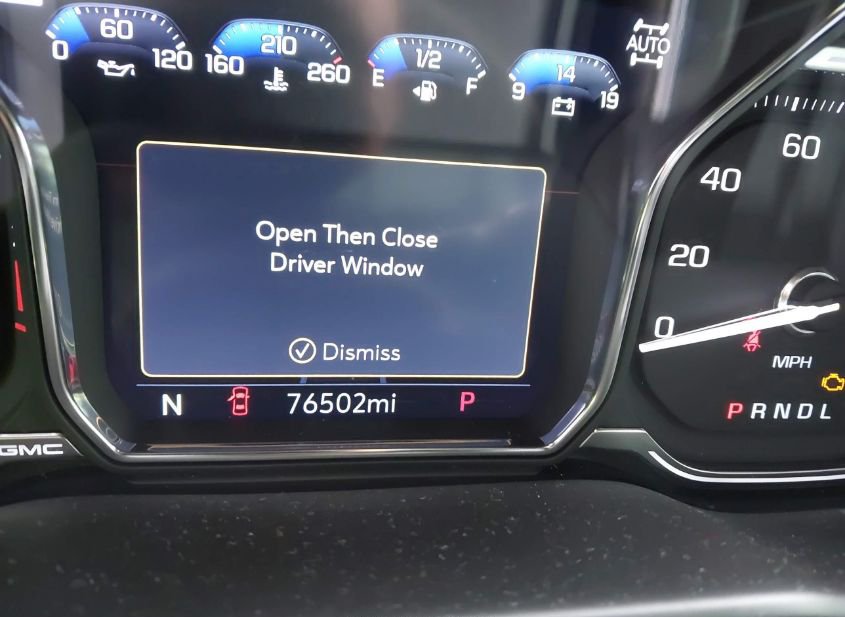 60
0 120
210
160 260
1/2
E F
14
9 19
AUTO
60
40
20
0
Open Then Close
Driver Window
Dismiss
MPH
N 76502mi P
PRNDL
GMC